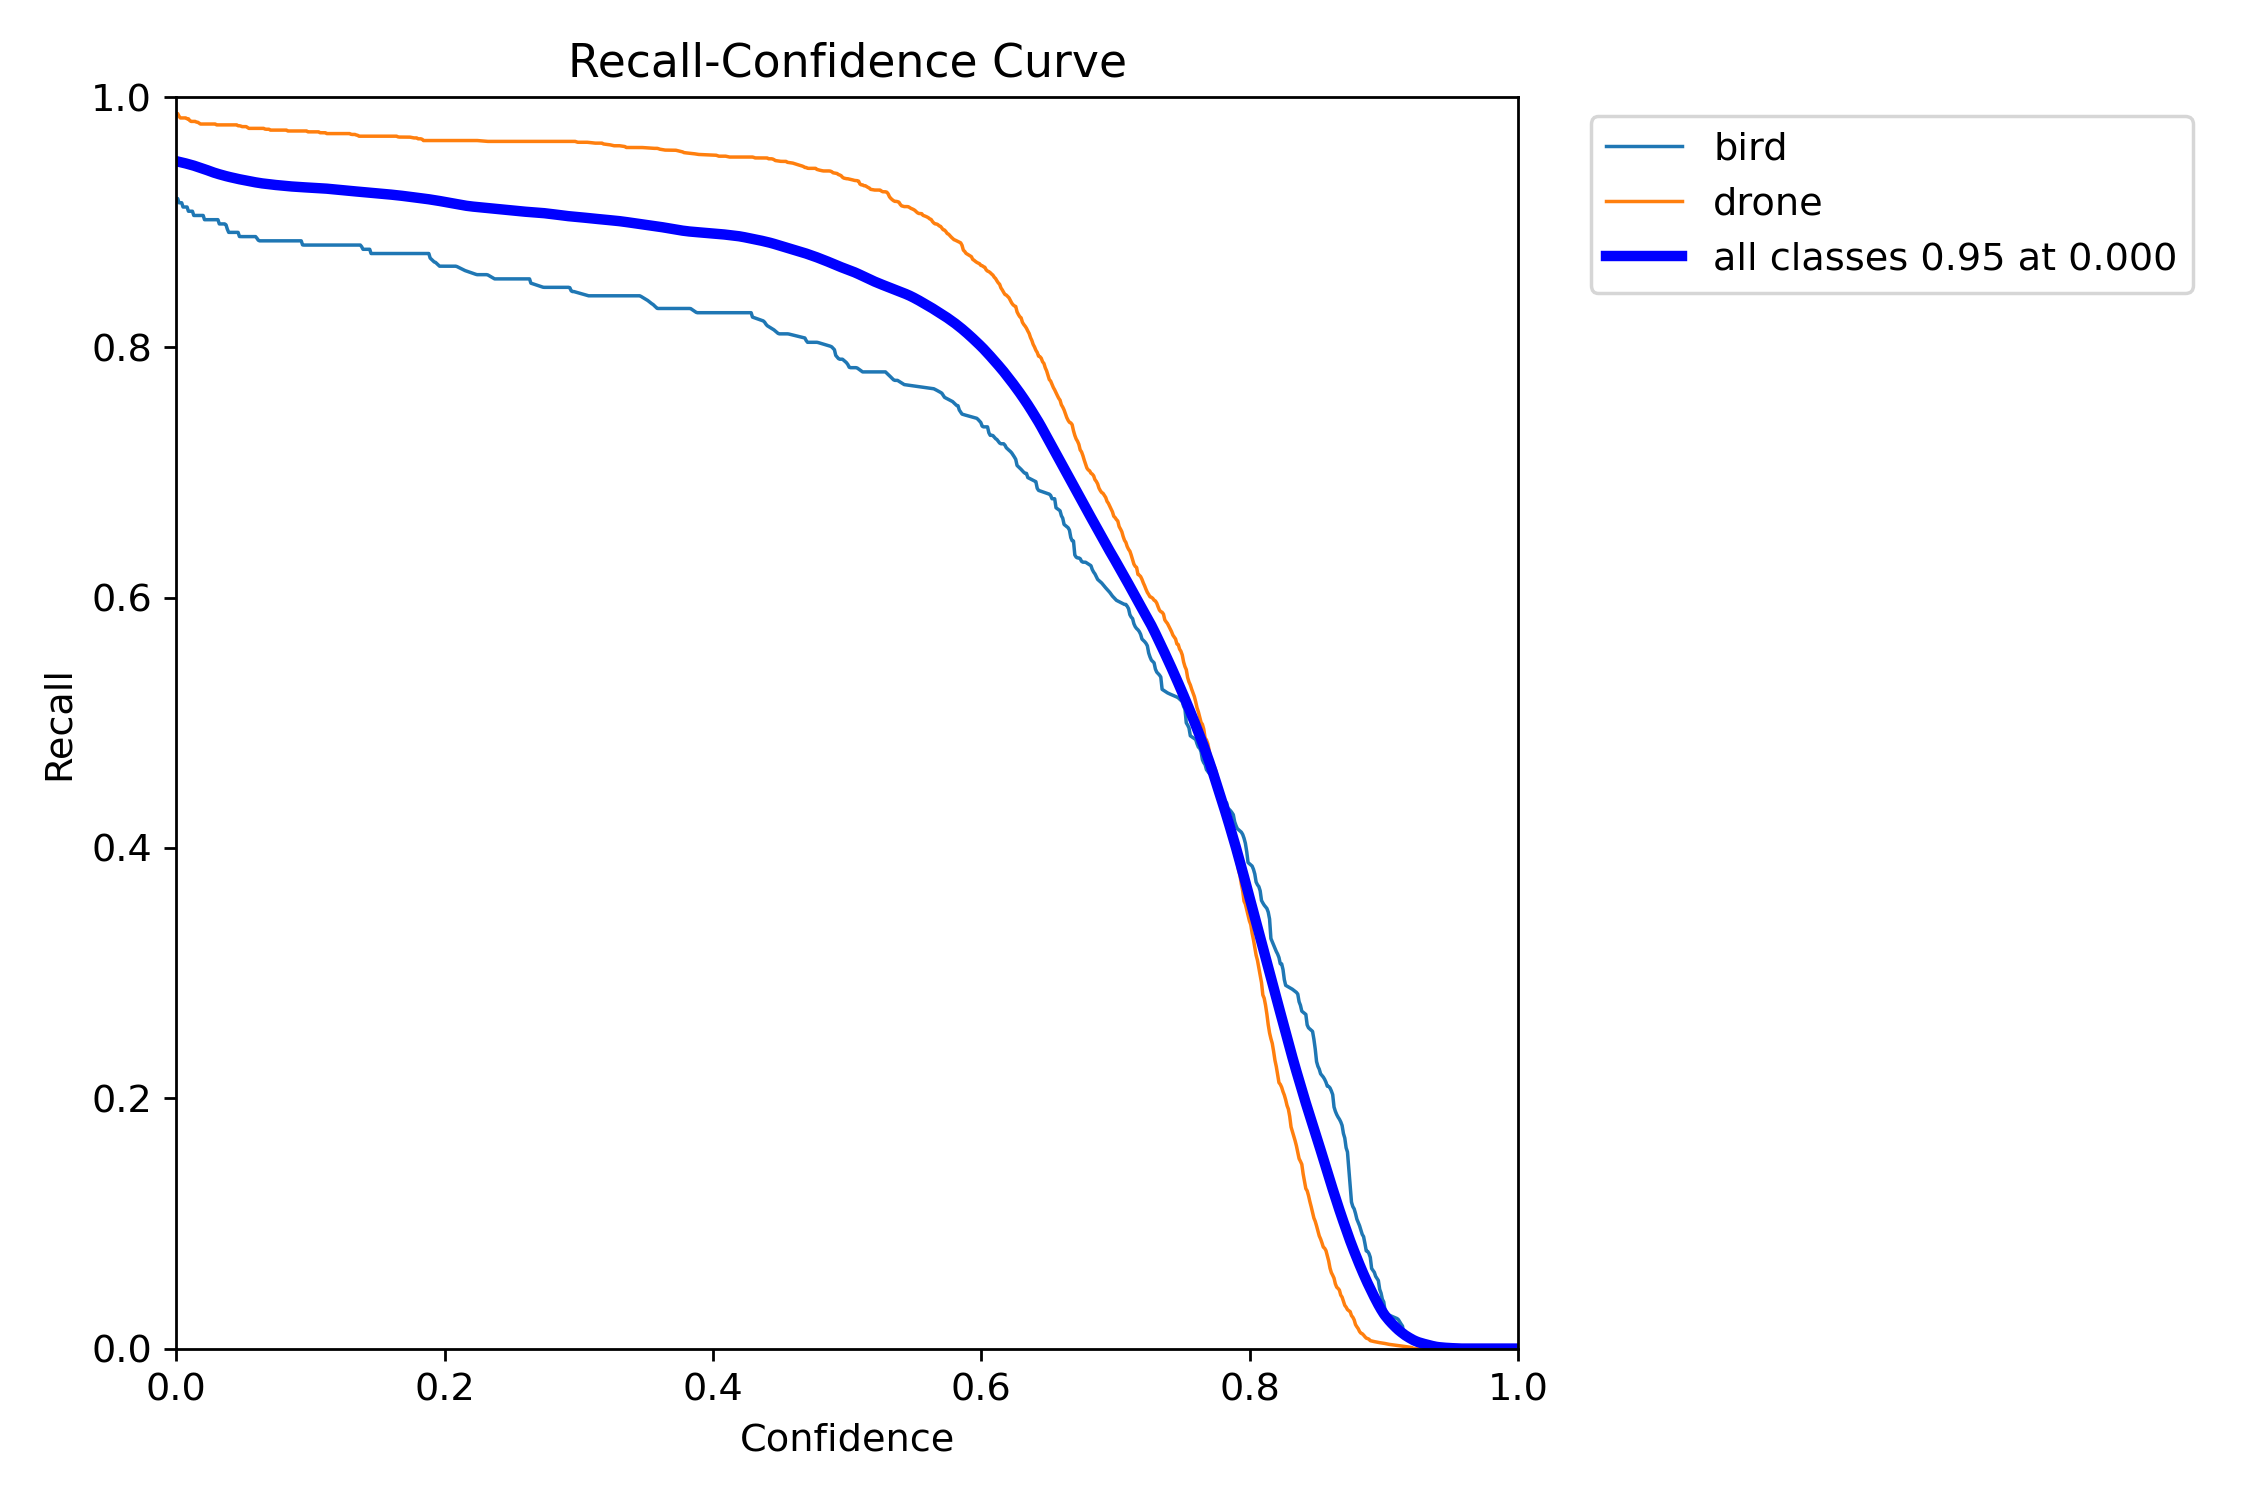 Recall-Confidence Curve
1.0
0.8
0.6
0.4
0.2
0.0
Recall
0.0 0.2 0.4 0.6 0.8 1.0
Confidence
bird
drone
all classes 0.95 at 0.000